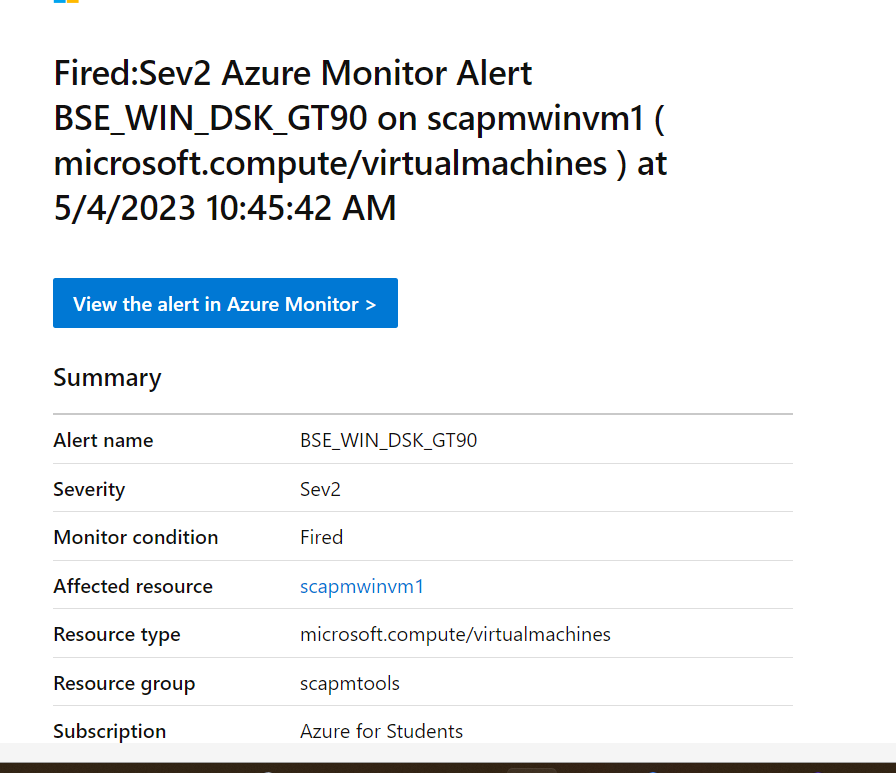 Fired:Sev2 Azure Monitor Alert
BSE_WIN_DSK_GT90 on scapmwinvm1 (
microsoft.compute/virtualmachines ) at
5/4/2023 10:45:42 AM
View the alert in Azure Monitor >
Summary
Alert name BSE_WIN_DSK_GT90
Severity Sev2
Monitor condition Fired
Affected resource scapmwinvm1
Resource type microsoft.compute/virtualmachines
Resource group scapmtools
Subscription Azure for Students